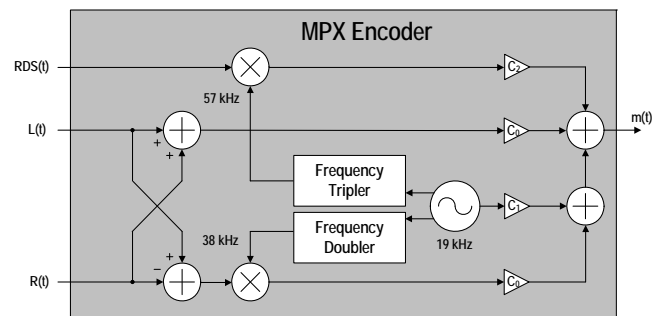 MPX Encoder
RDS(t)
C2
57 kHz
L(t)
+
+
C0
m(t)
Frequency
Tripler
C1
Frequency
Doubler
19 kHz
38 kHz
+
R(t)
−
C0